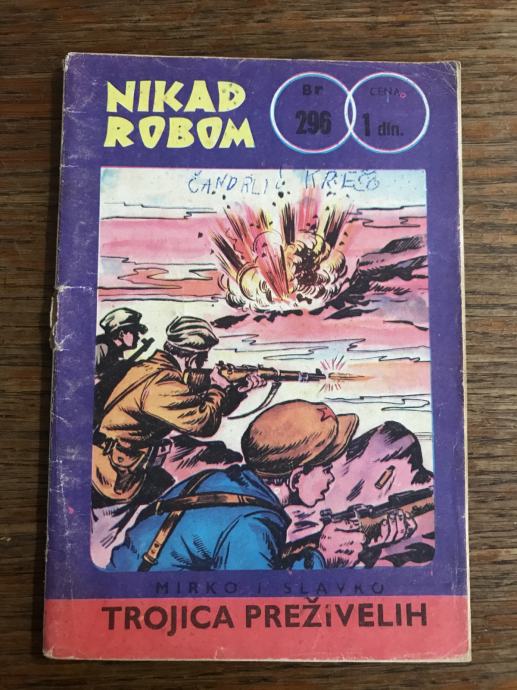 NIKAD
ROBOM
Br
296
CENA
1 din.
ČANDRLIĆ KREŠO
MIRKO I SLAVKO
TROJICA PREŽIVELIH